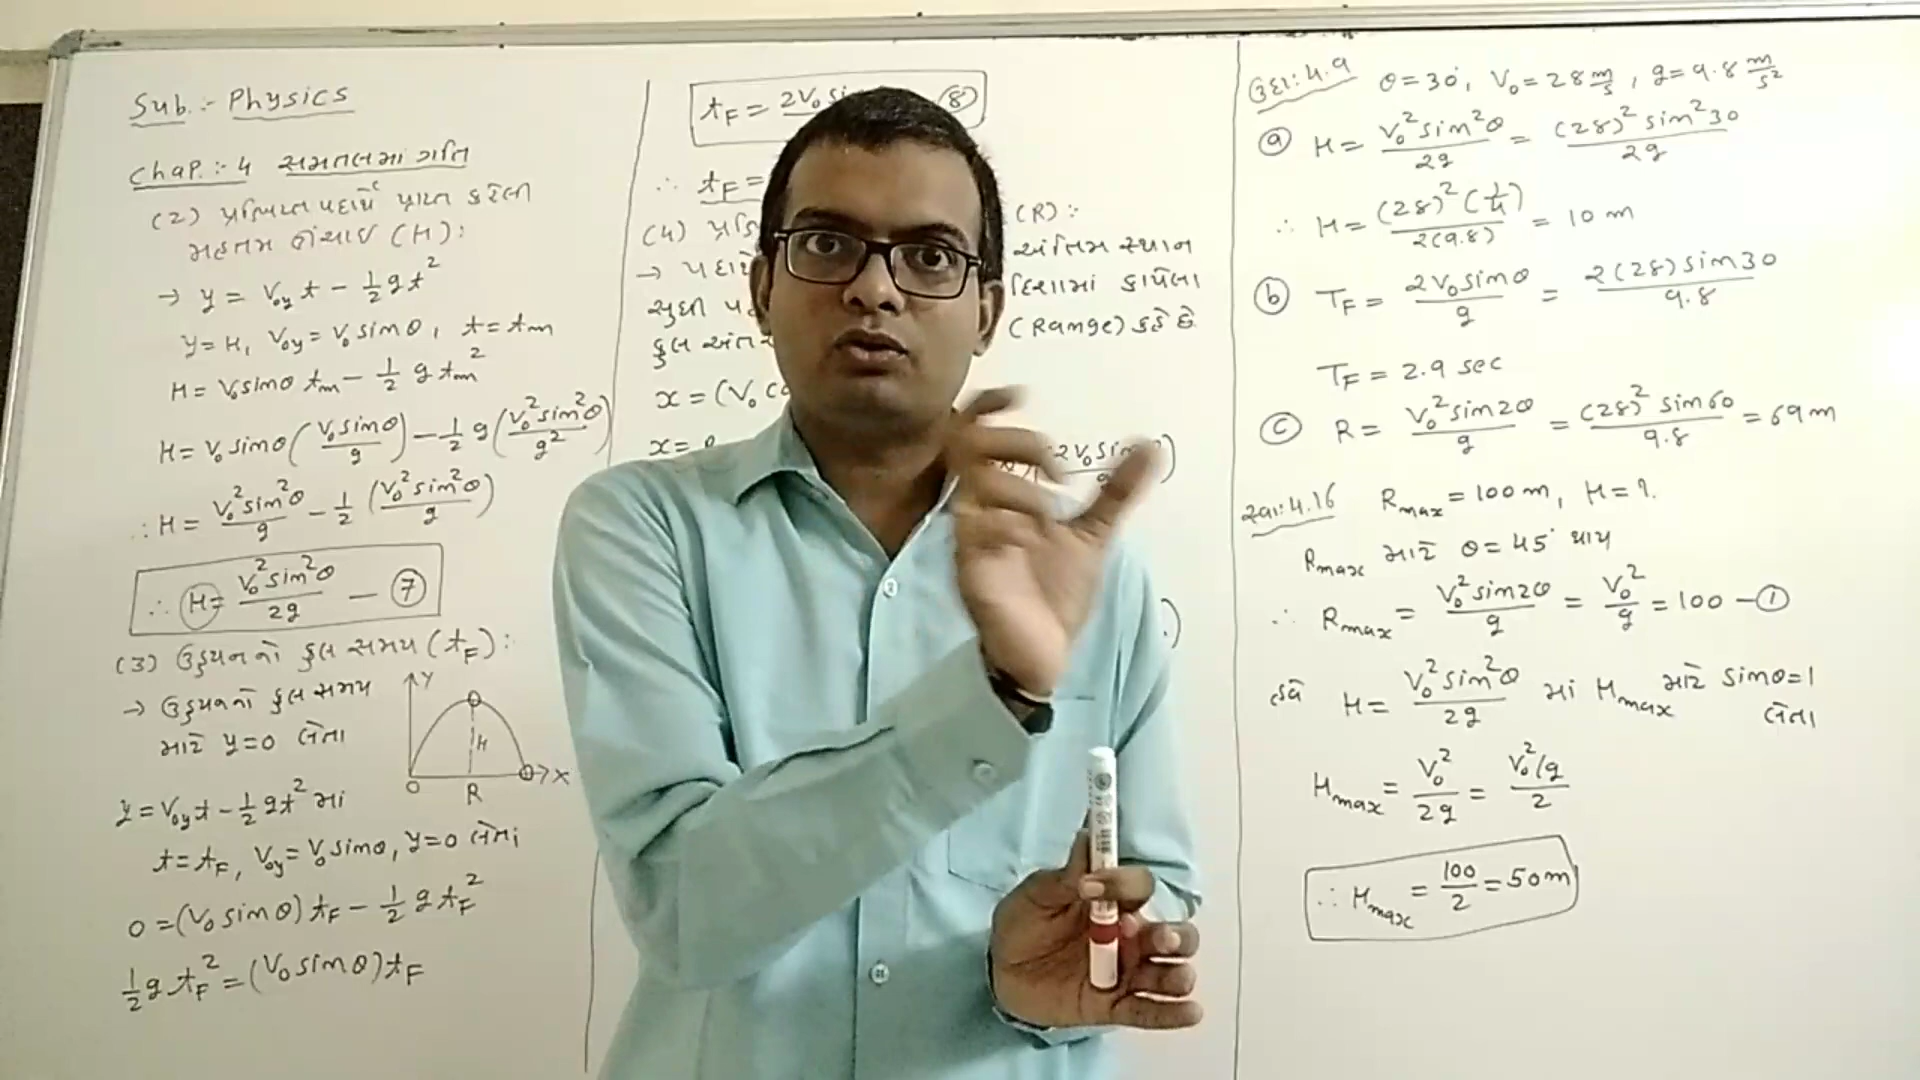 Sub. :- Physics
Chap. :- 4 સમતલમાં ગતિ
(2) પ્રક્ષિપ્ત પદાર્થે પ્રાપ્ત કરેલી
મહત્તમ ઊંચાઇ (H) :
→ y = V₀y t - 1/2 g t²
y = H, V₀y = V₀ sinθ, t = tm
H = V₀ sinθ tm - 1/2 g tm²
H = V₀ sinθ (V₀ sinθ / g) - 1/2 g (V₀² sin²θ / g²)
∴ H = V₀² sin²θ / g - 1/2 (V₀² sin²θ / g)
∴ H = V₀² sin²θ / 2g — ⑦
(3) ઉડ્ડયનનો કુલ સમય (tF) :
→ ઉડ્ડયનનો કુલ સમય
માટે y=0 લેતા
Y
H
O R X
y = V₀y t - 1/2 g t² માં
t = tF, V₀y = V₀ sinθ, y=0 લેતાં
0 = (V₀ sinθ) tF - 1/2 g tF²
1/2 g tF² = (V₀ sinθ) tF
tF = 2V₀ ⑧
∴ tF =
(4) (R) :
→ અંતિમ સ્થાન
સુધી દિશામાં કાપેલા
કુલ (Range) કહે છે
x = (V₀
x =
ઉદા: 4.9 θ = 30°, V₀ = 28 m/s, g = 9.8 m/s²
ⓐ H = V₀² sin²θ / 2g = (28)² sin²30 / 2g
∴ H = (28)² (1/4) / 2(9.8) = 10 m
ⓑ TF = 2V₀ sinθ / g = 2(28) sin30 / 9.8
TF = 2.9 sec
ⓒ R = V₀² sin2θ / g = (28)² sin60 / 9.8 = 69 m
સ્વા: 4.16 Rmax = 100 m, H = ?
Rmax માટે θ = 45° થાય
∴ Rmax = V₀² sin2θ / g = V₀² / g = 100 — ①
હવે H = V₀² sin²θ / 2g માં Hmax માટે sinθ = 1
લેતા
Hmax = V₀² / 2g = V₀²/g / 2
∴ Hmax = 100 / 2 = 50 m